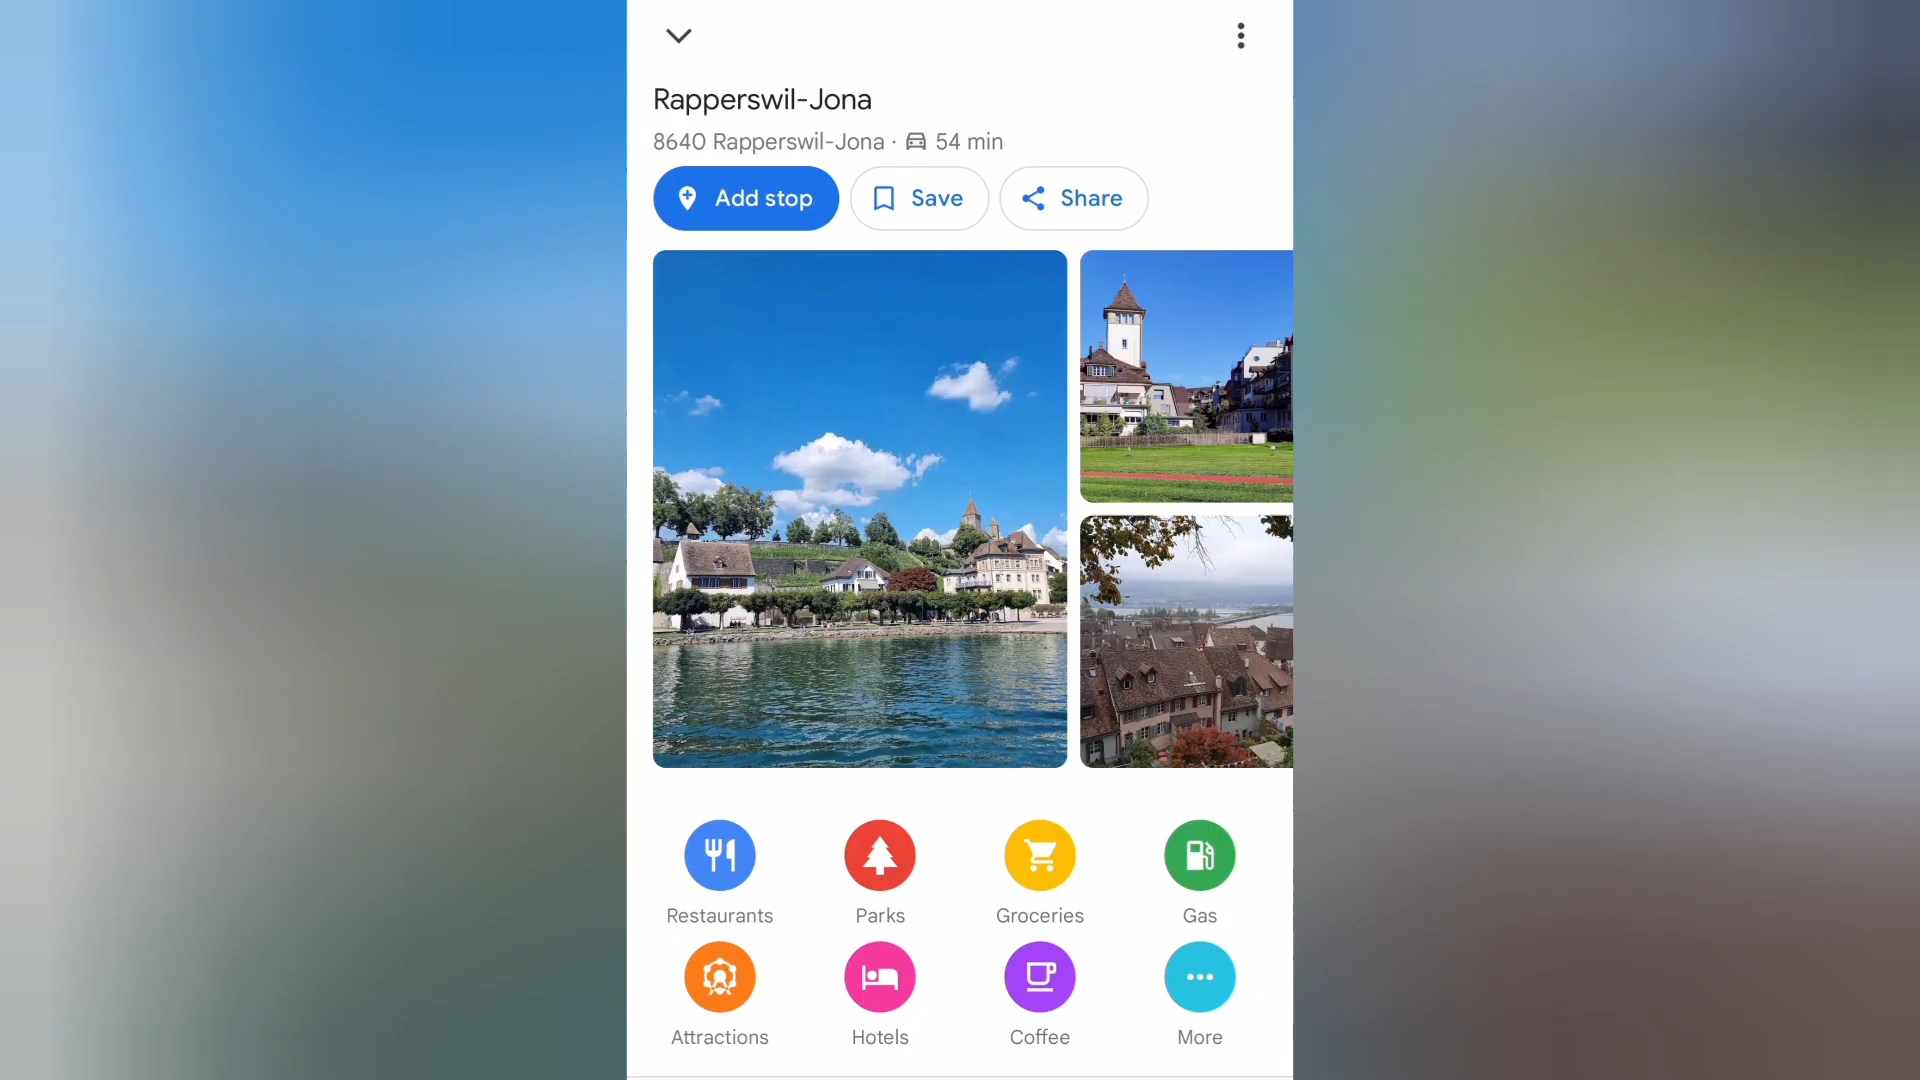 Rapperswil-Jona
8640 Rapperswil-Jona · 54 min
Add stop Save Share
Restaurants Parks Groceries Gas
Attractions Hotels Coffee More